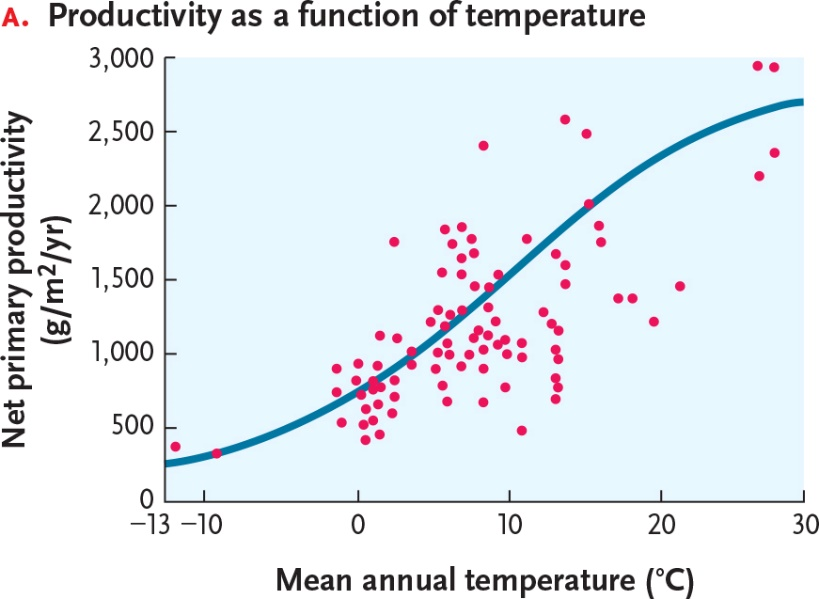 A. Productivity as a function of temperature
3,000
2,500
2,000
1,500
1,000
500
0
Net primary productivity
(g/m²/yr)
−13 −10 0 10 20 30
Mean annual temperature (°C)